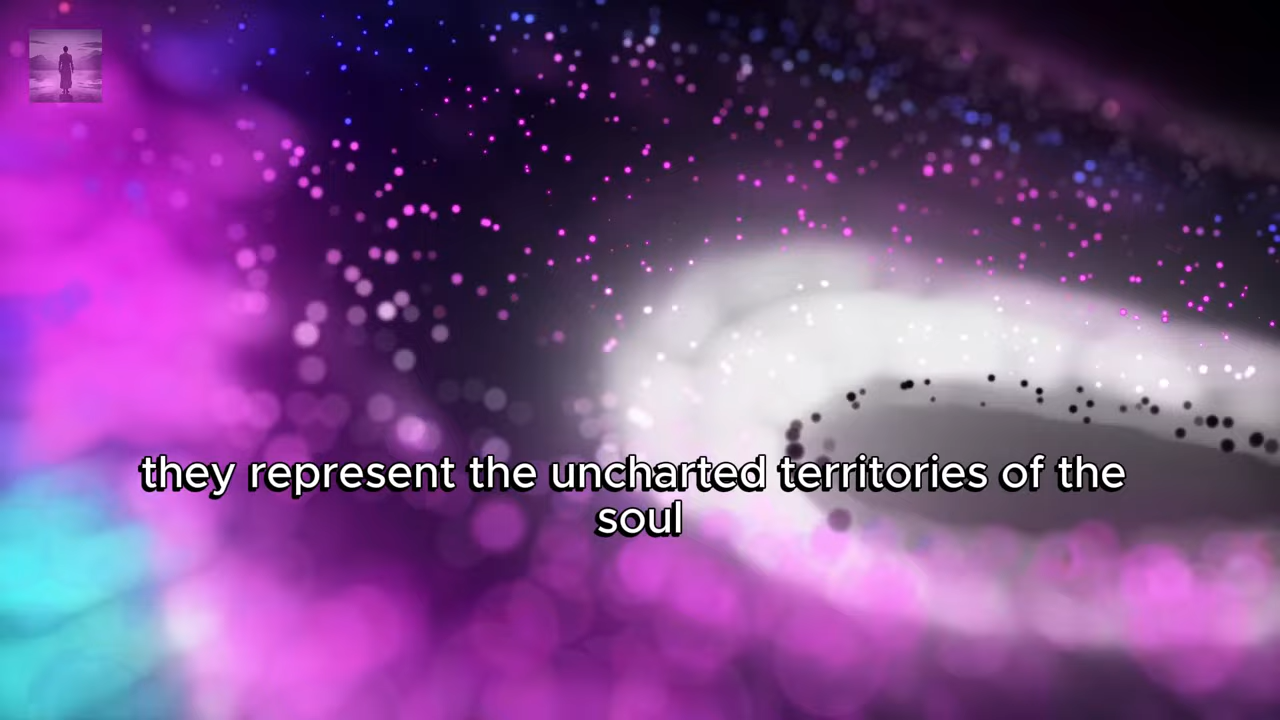 they represent the uncharted territories of the
soul